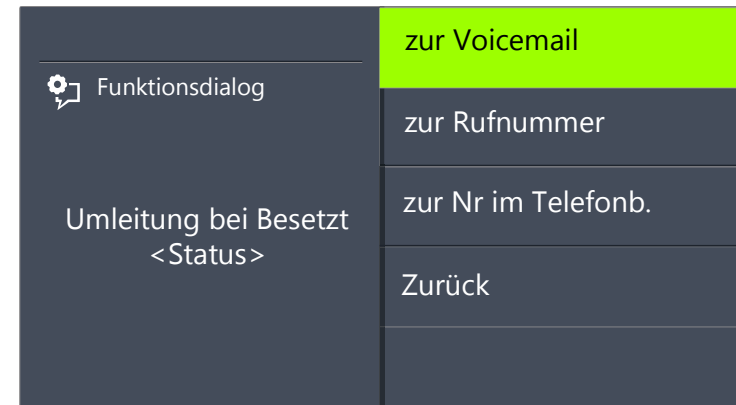 Funktionsdialog
Umleitung bei Besetzt
<Status>
zur Voicemail
zur Rufnummer
zur Nr im Telefonb.
Zurück